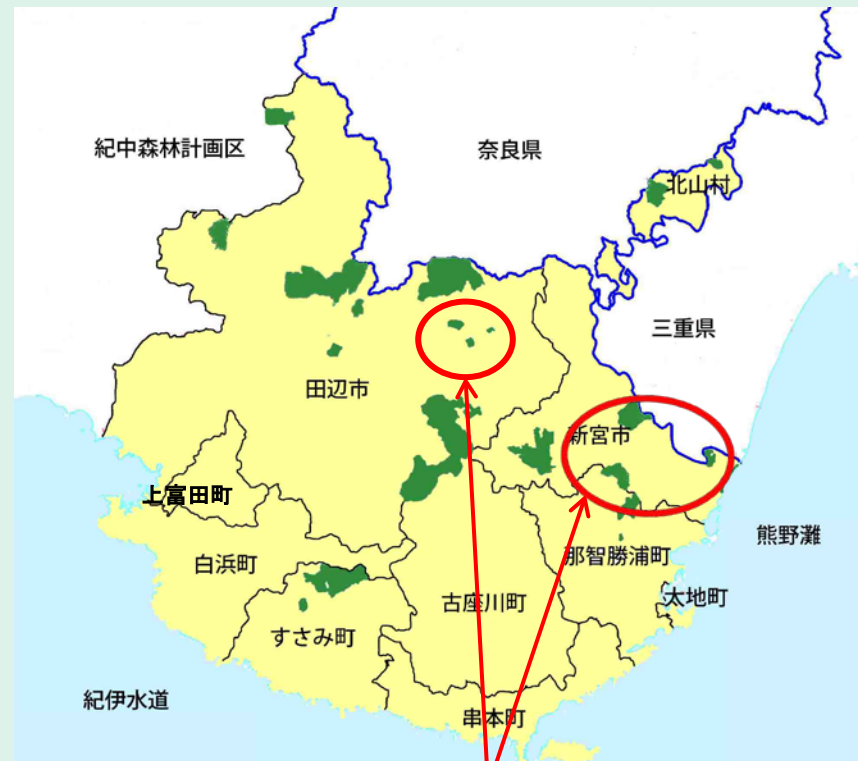 紀中森林計画区
奈良県
北山村
三重県
田辺市
新宮市
上富田町
熊野灘
白浜町
那智勝浦町
太地町
古座川町
すさみ町
紀伊水道
串本町